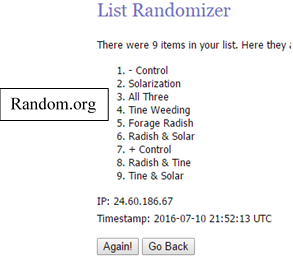 List Randomizer
There were 9 items in your list. Here they a
Random.org
1. - Control
2. Solarization
3. All Three
4. Tine Weeding
5. Forage Radish
6. Radish & Solar
7. + Control
8. Radish & Tine
9. Tine & Solar
IP: 24.60.186.67
Timestamp: 2016-07-10 21:52:13 UTC
Again! Go Back